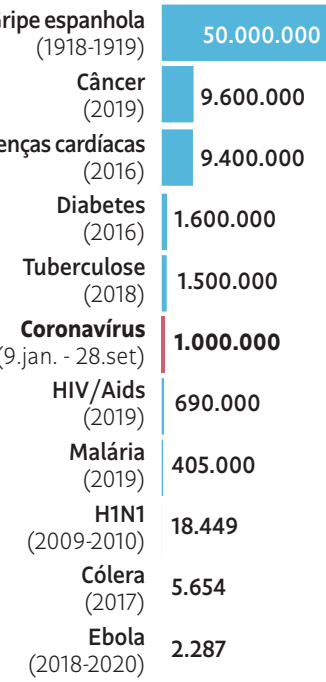 Gripe espanhola
(1918-1919)
50.000.000
Câncer
(2019)
9.600.000
enças cardíacas
(2016)
9.400.000
Diabetes
(2016)
1.600.000
Tuberculose
(2018)
1.500.000
Coronavírus
(9.jan. - 28.set)
1.000.000
HIV/Aids
(2019)
690.000
Malária
(2019)
405.000
H1N1
(2009-2010)
18.449
Cólera
(2017)
5.654
Ebola
(2018-2020)
2.287